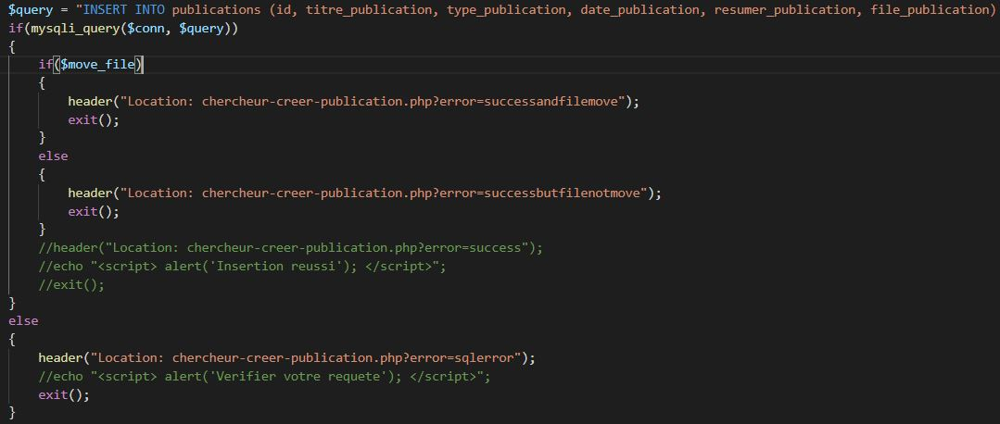 $query = "INSERT INTO publications (id, titre_publication, type_publication, date_publication, resumer_publication, file_publication)
if(mysqli_query($conn, $query))
{
if($move_file)
{
header("Location: chercheur-creer-publication.php?error=successandfilemove");
exit();
}
else
{
header("Location: chercheur-creer-publication.php?error=successbutfilenotmove");
exit();
}
//header("Location: chercheur-creer-publication.php?error=success");
//echo "<script> alert('Insertion reussi'); </script>";
//exit();
}
else
{
header("Location: chercheur-creer-publication.php?error=sqlerror");
//echo "<script> alert('Verifier votre requete'); </script>";
exit();
}